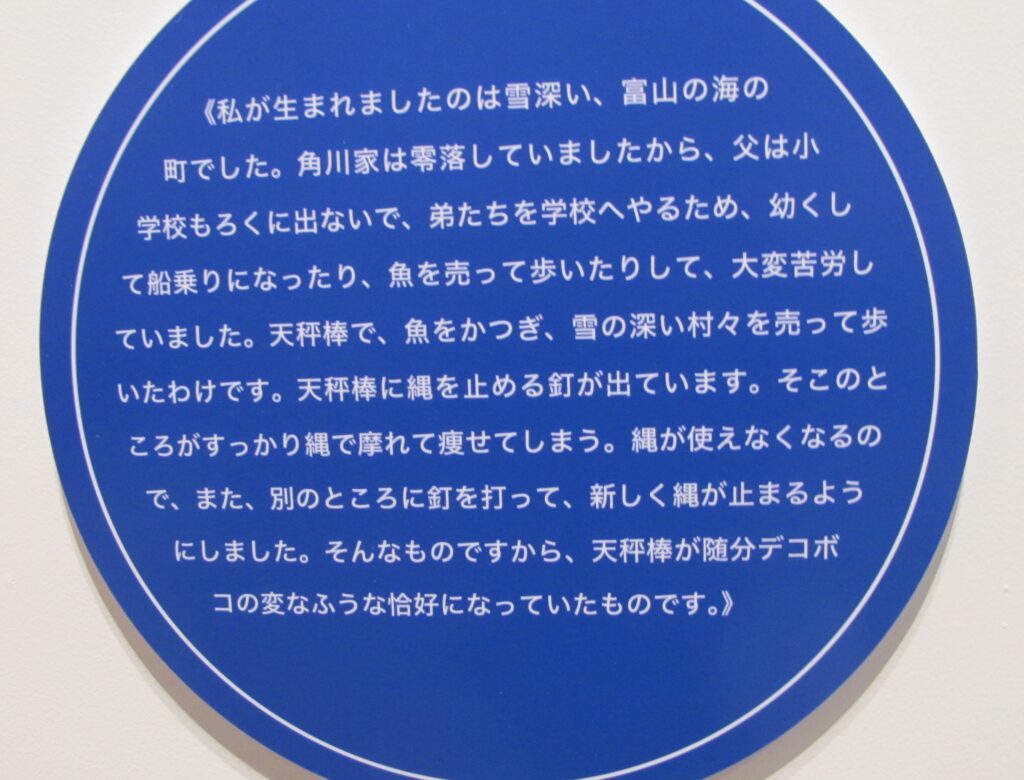 《私が生まれましたのは雪深い、富山の海の
町でした。角川家は零落していましたから、父は小
学校もろくに出ないで、弟たちを学校へやるため、幼くし
て船乗りになったり、魚を売って歩いたりして、大変苦労し
ていました。天秤棒で、魚をかつぎ、雪の深い村々を売って歩
いたわけです。天秤棒に縄を止める釘が出ています。そこのと
ころがすっかり縄で摩れて痩せてしまう。縄が使えなくなるの
で、また、別のところに釘を打って、新しく縄が止まるよう
にしました。そんなものですから、天秤棒が随分デコボ
コの変なふうな恰好になっていたものです。》